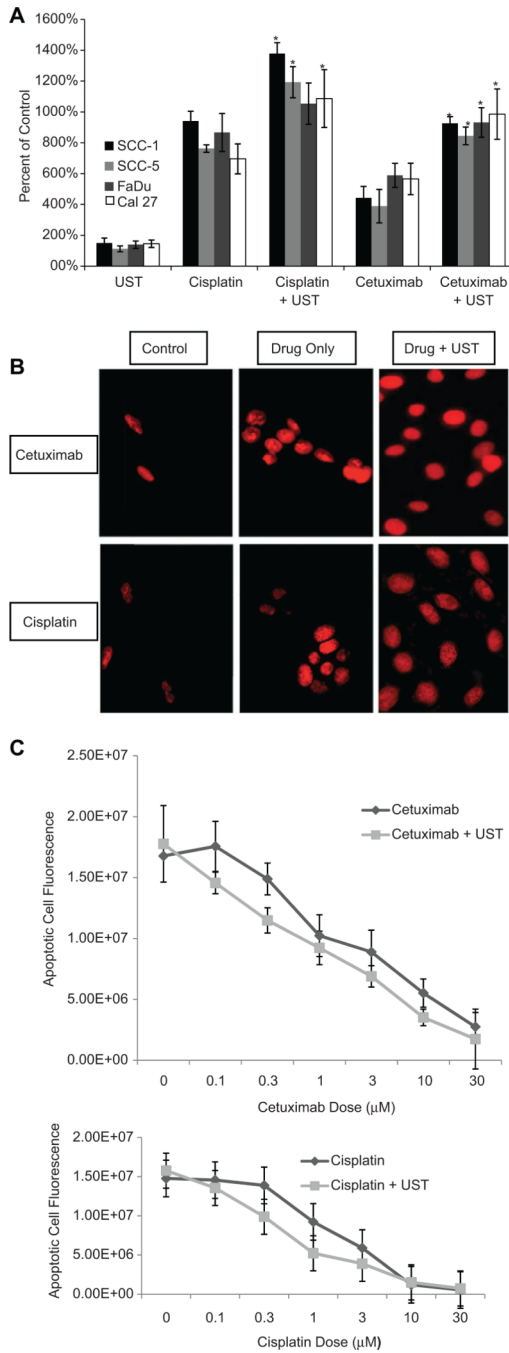 A
1600%
1400%
1200%
1000%
800%
600%
400%
200%
00%
Percent of Control
SCC-1
SCC-5
FaDu
Cal 27
* * *
* * * *
UST Cisplatin Cisplatin Cetuximab Cetuximab
+ UST + UST
B
Control Drug Only Drug + UST
Cetuximab
Cisplatin
C
2.50E+07
2.00E+07
1.50E+07
1.00E+07
5.00E+06
0.00E+00
Apoptotic Cell Fluorescence
Cetuximab
Cetuximab + UST
0 0.1 0.3 1 3 10 30
Cetuximab Dose (μM)
2.00E+07
1.50E+07
1.00E+07
5.00E+06
0.00E+00
Apoptotic Cell Fluorescence
Cisplatin
Cisplatin + UST
0 0.1 0.3 1 3 10 30
Cisplatin Dose (μM)